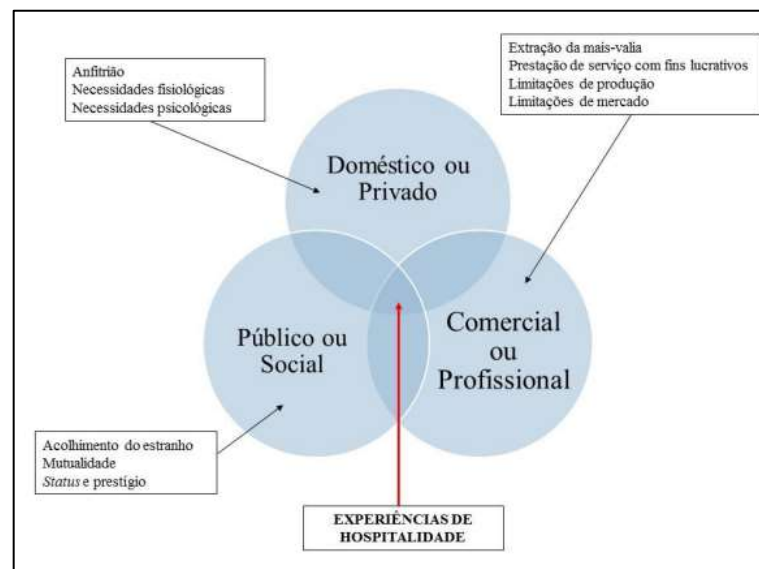 Anfitrião
Necessidades fisiológicas
Necessidades psicológicas
Extração da mais-valia
Prestação de serviço com fins lucrativos
Limitações de produção
Limitações de mercado
Doméstico ou
Privado
Público ou
Social
Comercial
ou
Profissional
Acolhimento do estranho
Mutualidade
Status e prestígio
EXPERIÊNCIAS DE
HOSPITALIDADE